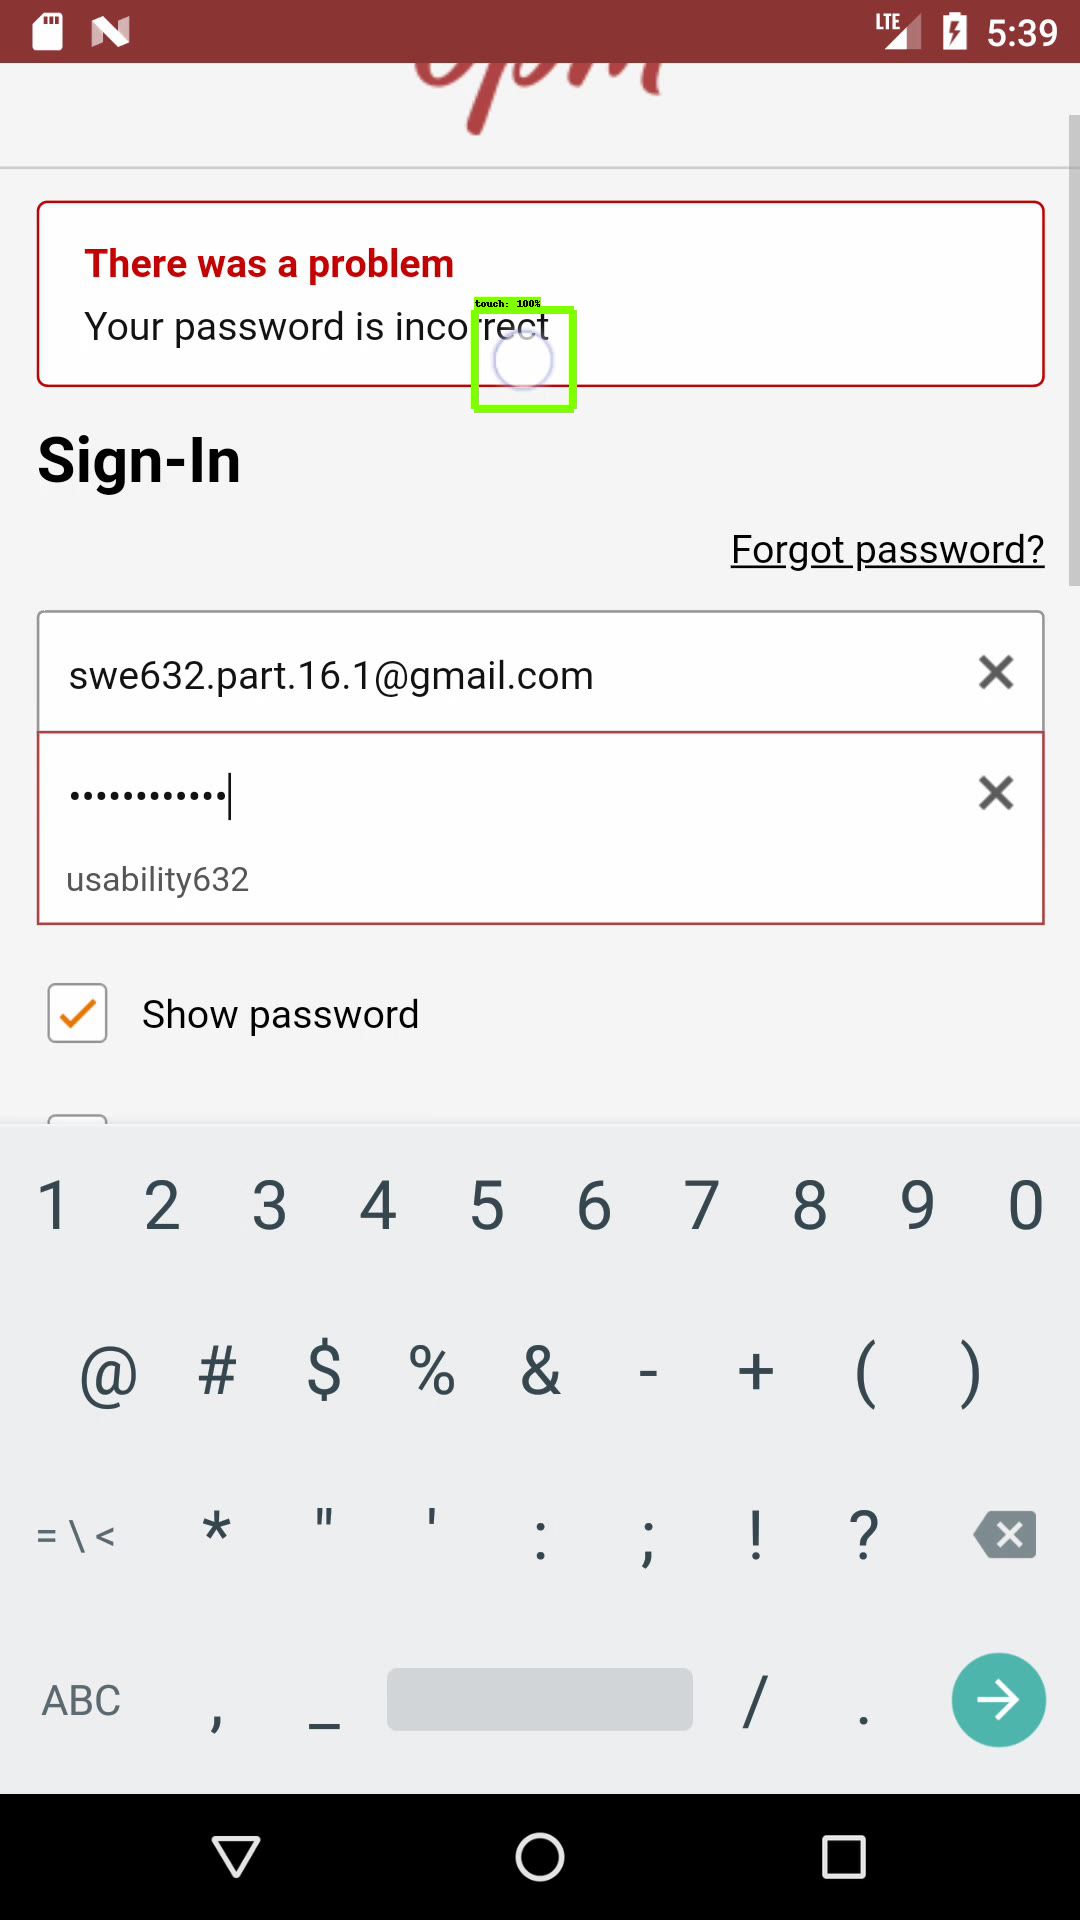 LTE 5:39
6pm
There was a problem
touch: 100%
Your password is incorrect
Sign-In
Forgot password?
swe632.part.16.1@gmail.com
••••••••••••
usability632
Show password
1 2 3 4 5 6 7 8 9 0
@ # $ % & - + ( )
= \ < * " ' : ; ! ?
ABC , _ / .